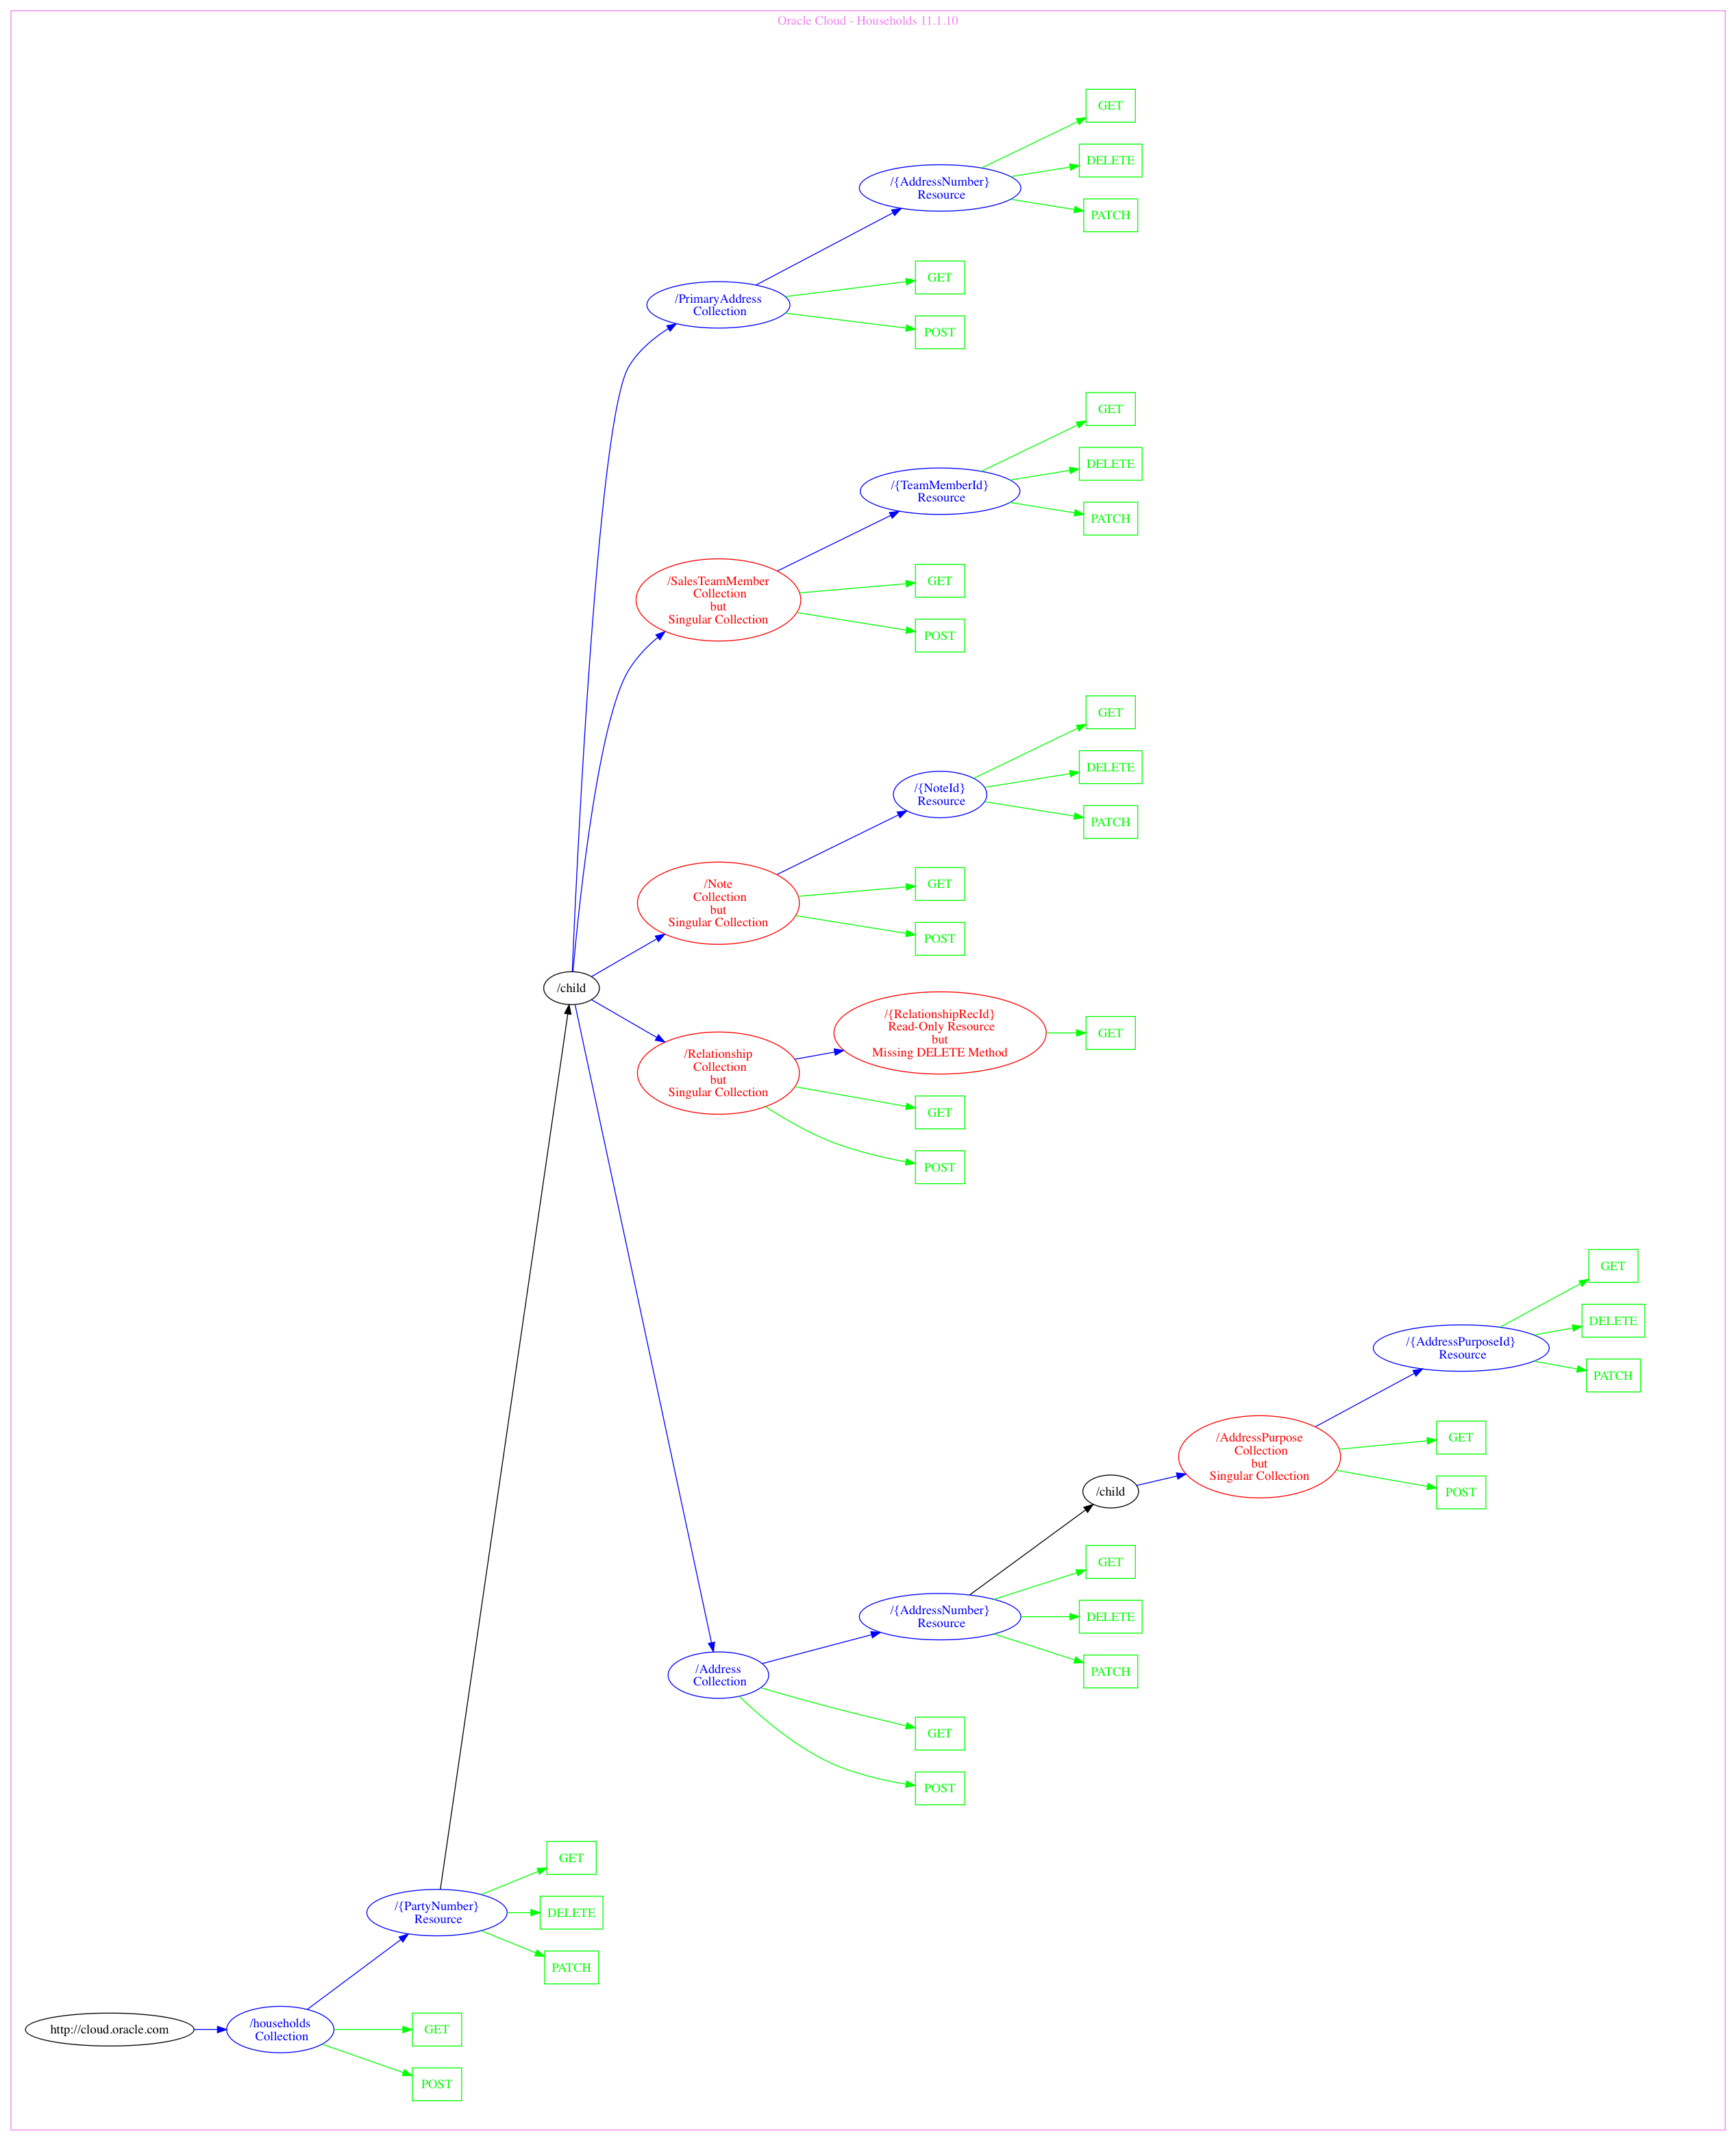 Oracle Cloud - Households 11.1.10
GET
DELETE
/{AddressNumber}
Resource
PATCH
GET
/PrimaryAddress
Collection
POST
GET
DELETE
/{TeamMemberId}
Resource
PATCH
/SalesTeamMember
Collection
but
Singular Collection
GET
POST
GET
DELETE
/{NoteId}
Resource
PATCH
/Note
Collection
but
Singular Collection
GET
POST
/child
/{RelationshipRecId}
Read-Only Resource
but
Missing DELETE Method
GET
/Relationship
Collection
but
Singular Collection
GET
POST
GET
DELETE
/{AddressPurposeId}
Resource
PATCH
/AddressPurpose
Collection
but
Singular Collection
GET
POST
/child
GET
/{AddressNumber}
Resource
DELETE
PATCH
/Address
Collection
GET
POST
GET
/{PartyNumber}
Resource
DELETE
PATCH
http://cloud.oracle.com
/households
Collection
GET
POST